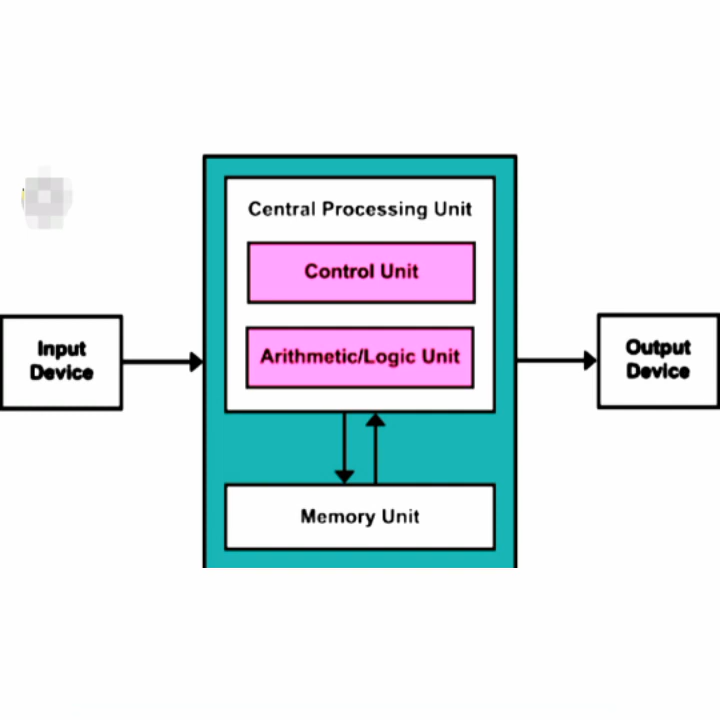 Central Processing Unit
Control Unit
Arithmetic/Logic Unit
Input
Device
Output
Device
Memory Unit